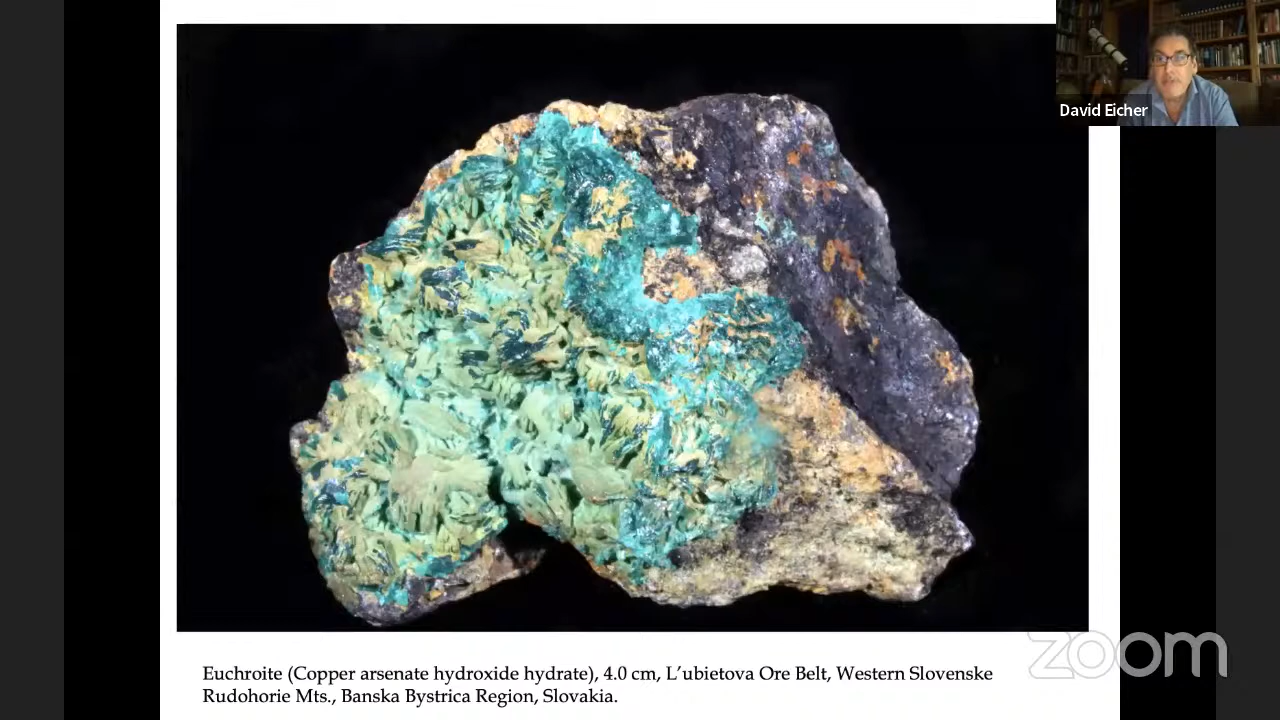 David Eicher
zoom
Euchroite (Copper arsenate hydroxide hydrate), 4.0 cm, L′ubietova Ore Belt, Western Slovenske
Rudohorie Mts., Banska Bystrica Region, Slovakia.